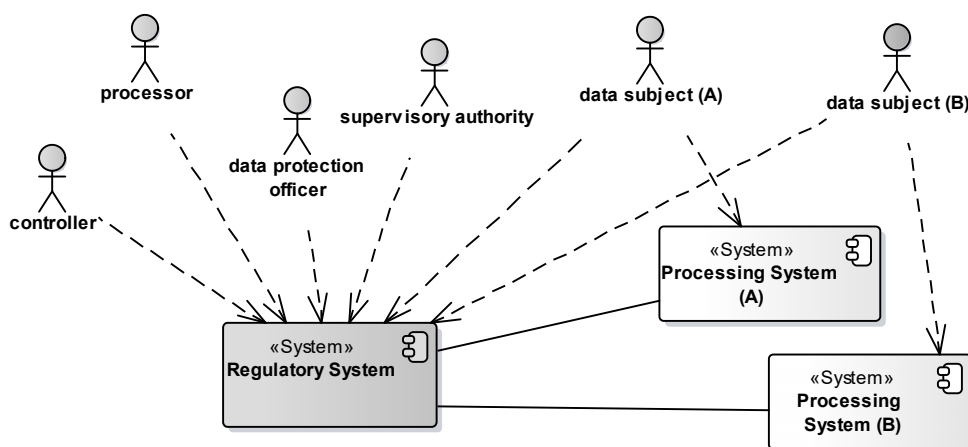 processor
supervisory authority
data subject (A)
data subject (B)
data protection
officer
controller
«System»
Processing System
(A)
«System»
Regulatory System
«System»
Processing
System (B)